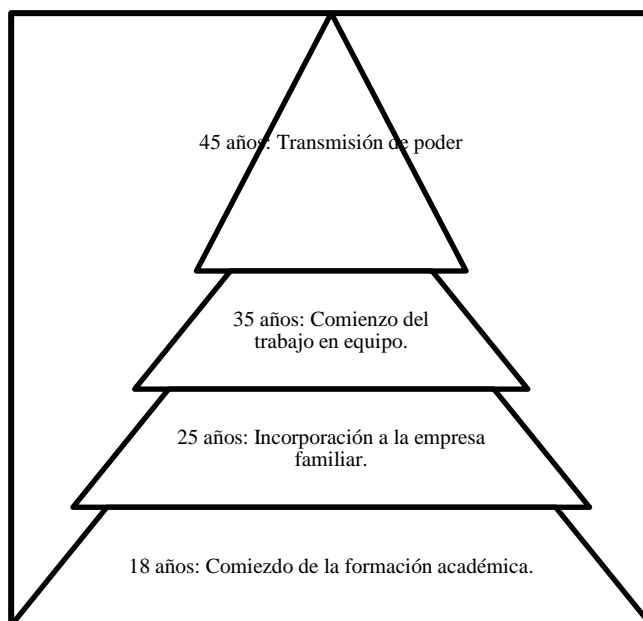 45 años: Transmisión de poder
35 años: Comienzo del
trabajo en equipo.
25 años: Incorporación a la empresa
familiar.
18 años: Comiezdo de la formación académica.